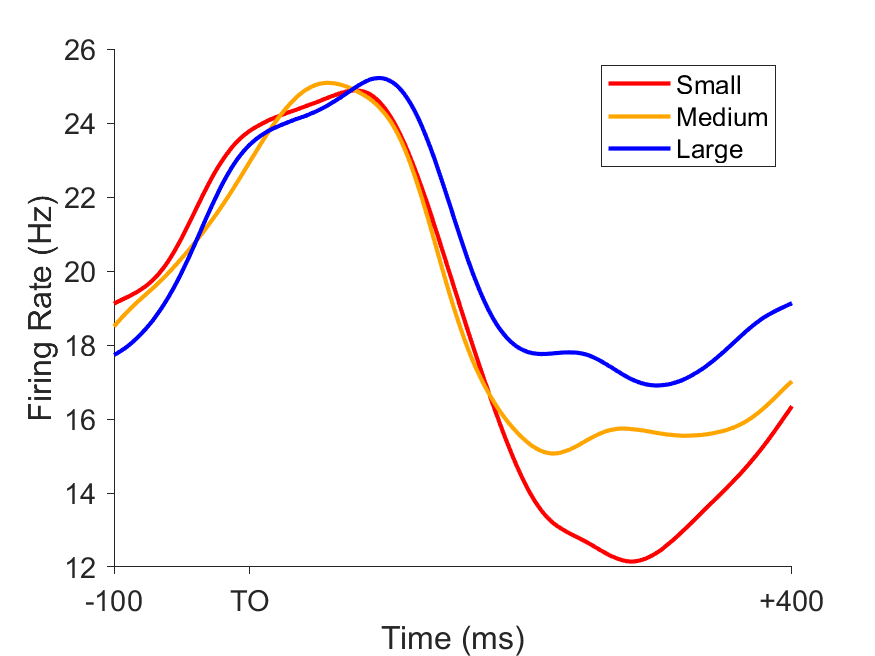 26
24
22
20
18
16
14
12
Firing Rate (Hz)
Small
Medium
Large
-100
TO
+400
Time (ms)